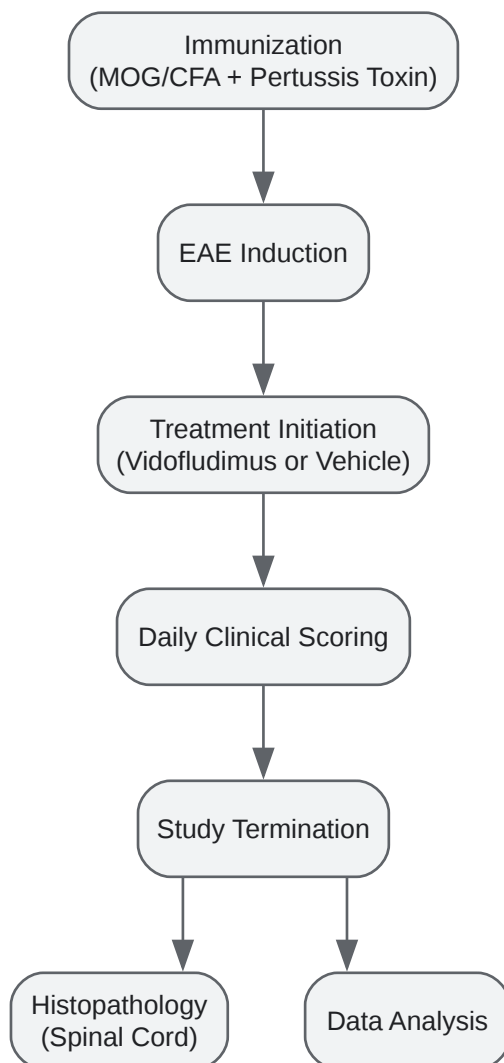 Immunization
(MOG/CFA + Pertussis Toxin)
EAE Induction
Treatment Initiation
(Vidofludimus or Vehicle)
Daily Clinical Scoring
Study Termination
Histopathology
(Spinal Cord)
Data Analysis